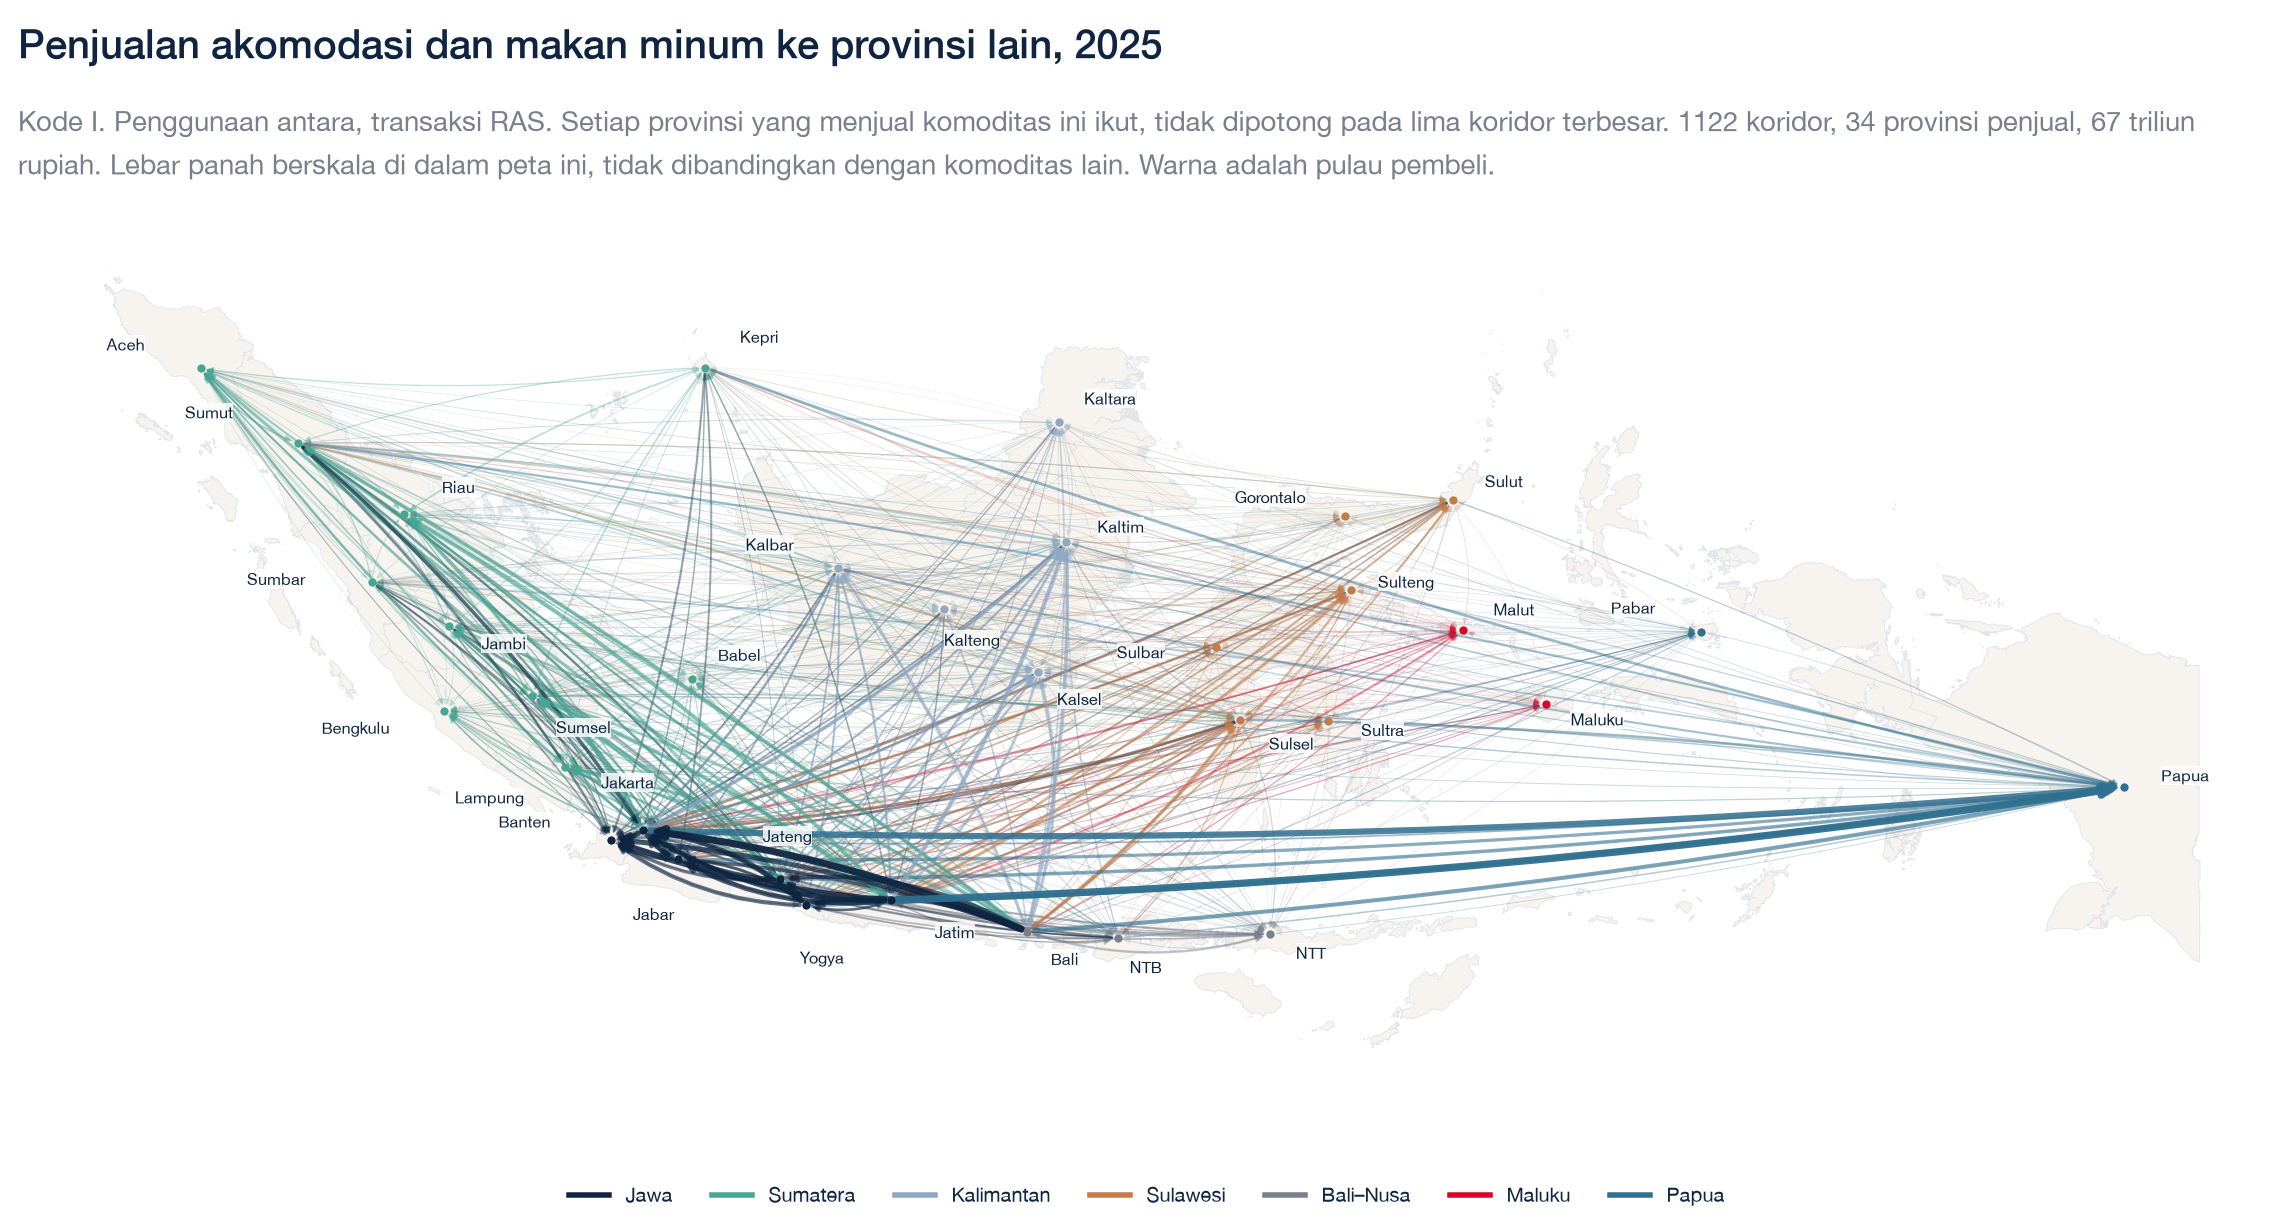 Penjualan akomodasi dan makan minum ke provinsi lain, 2025
Kode I. Penggunaan antara, transaksi RAS. Setiap provinsi yang menjual komoditas ini ikut, tidak dipotong pada lima koridor terbesar. 1122 koridor, 34 provinsi penjual, 67 triliun
rupiah. Lebar panah berskala di dalam peta ini, tidak dibandingkan dengan komoditas lain. Warna adalah pulau pembeli.
Kepri
Aceh
Kaltara
Sumut
Sulut
Riau
Gorontalo
Kaltim
Kalbar
Sumbar
Sulteng
Malut
Pabar
Jambi
Kalteng
Babel
Sulbar
Kalsel
Maluku
Bengkulu
Sumsel
Sultra
Sulsel
Papua
Jakarta
Lampung
Banten
Jateng
Jabar
Jatim
Yogya
Bali
NTB
NTT
Jawa
Sumatera
Kalimantan
Sulawesi
Bali–Nusa
Maluku
Papua